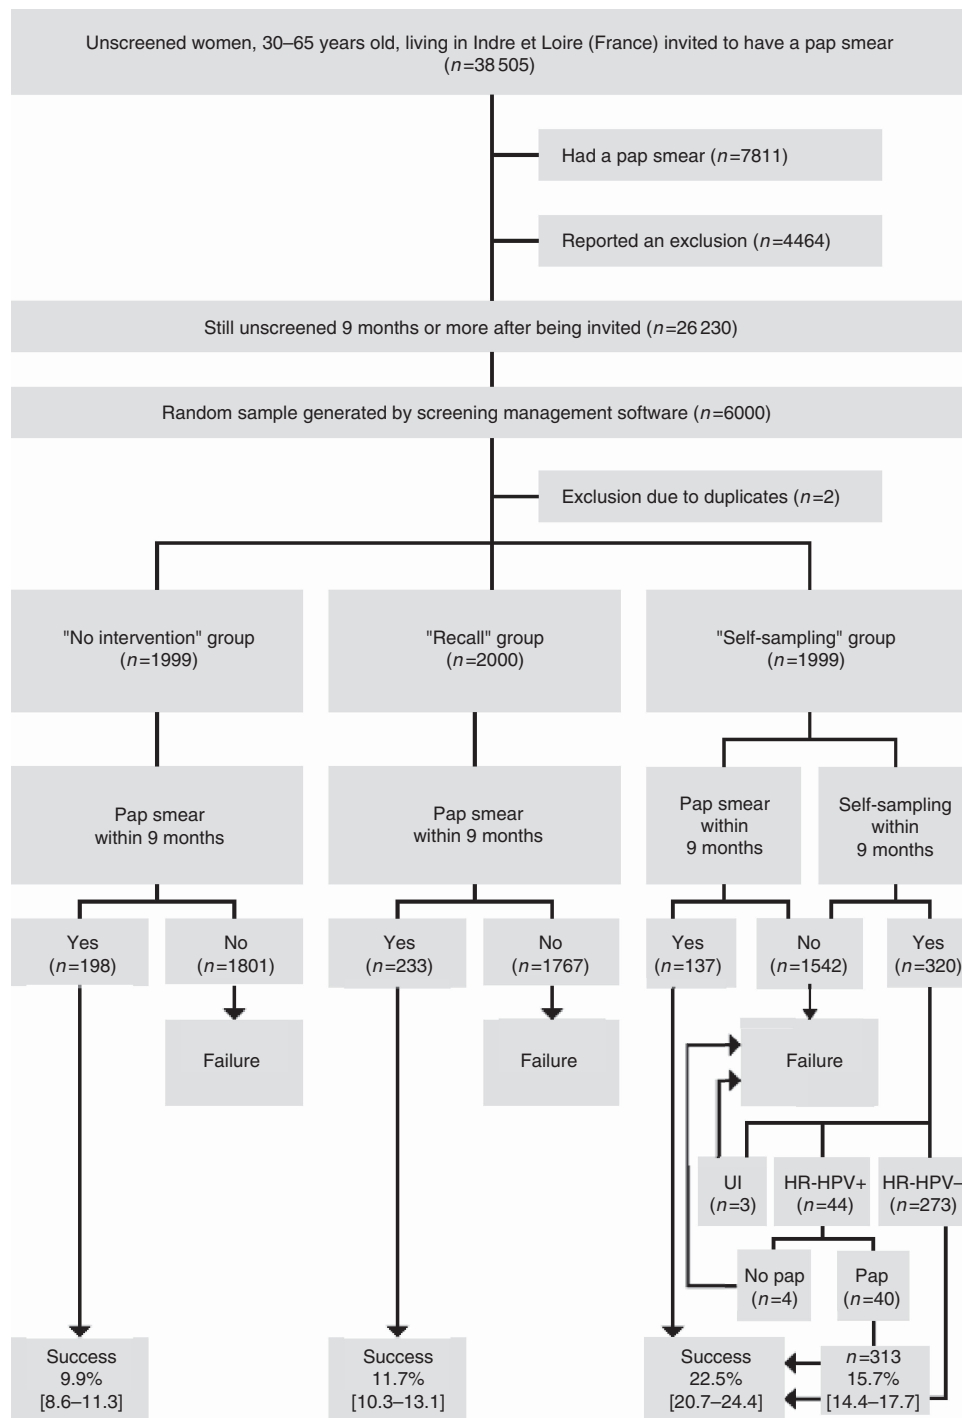 Unscreened women, 30–65 years old, living in Indre et Loire (France) invited to have a pap smear
(n=38 505)
Had a pap smear (n=7811)
Reported an exclusion (n=4464)
Still unscreened 9 months or more after being invited (n=26 230)
Random sample generated by screening management software (n=6000)
Exclusion due to duplicates (n=2)
"No intervention" group
(n=1999)
"Recall" group
(n=2000)
"Self-sampling" group
(n=1999)
Pap smear
within 9 months
Pap smear
within 9 months
Pap smear
within
9 months
Self-sampling
within
9 months
Yes
(n=198)
No
(n=1801)
Yes
(n=233)
No
(n=1767)
Yes
(n=137)
No
(n=1542)
Yes
(n=320)
Failure
Failure
Failure
UI
(n=3)
HR-HPV+
(n=44)
HR-HPV–
(n=273)
No pap
(n=4)
Pap
(n=40)
Success
9.9%
[8.6–11.3]
Success
11.7%
[10.3–13.1]
Success
22.5%
[20.7–24.4]
n=313
15.7%
[14.4–17.7]